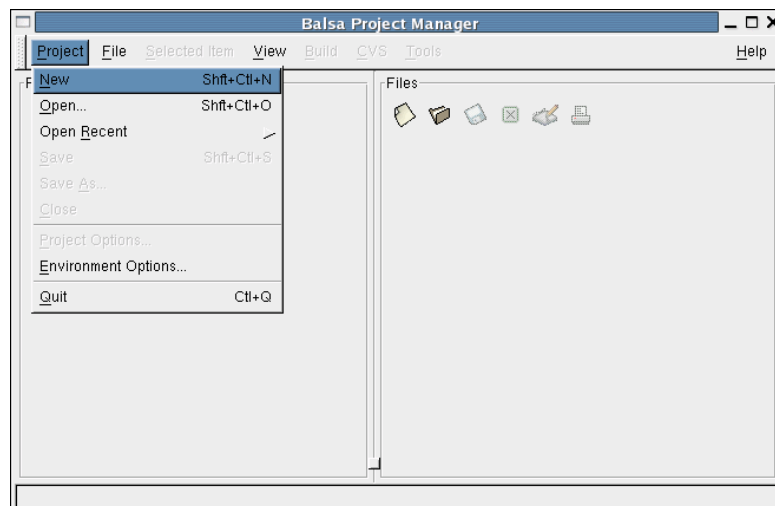 Balsa Project Manager
Project File Selected Item View Build CVS Tools Help
New Shft+Ctl+N
Open... Shft+Ctl+O
Open Recent
Save Shft+Ctl+S
Save As...
Close
Project Options...
Environment Options...
Quit Ctl+Q
Files